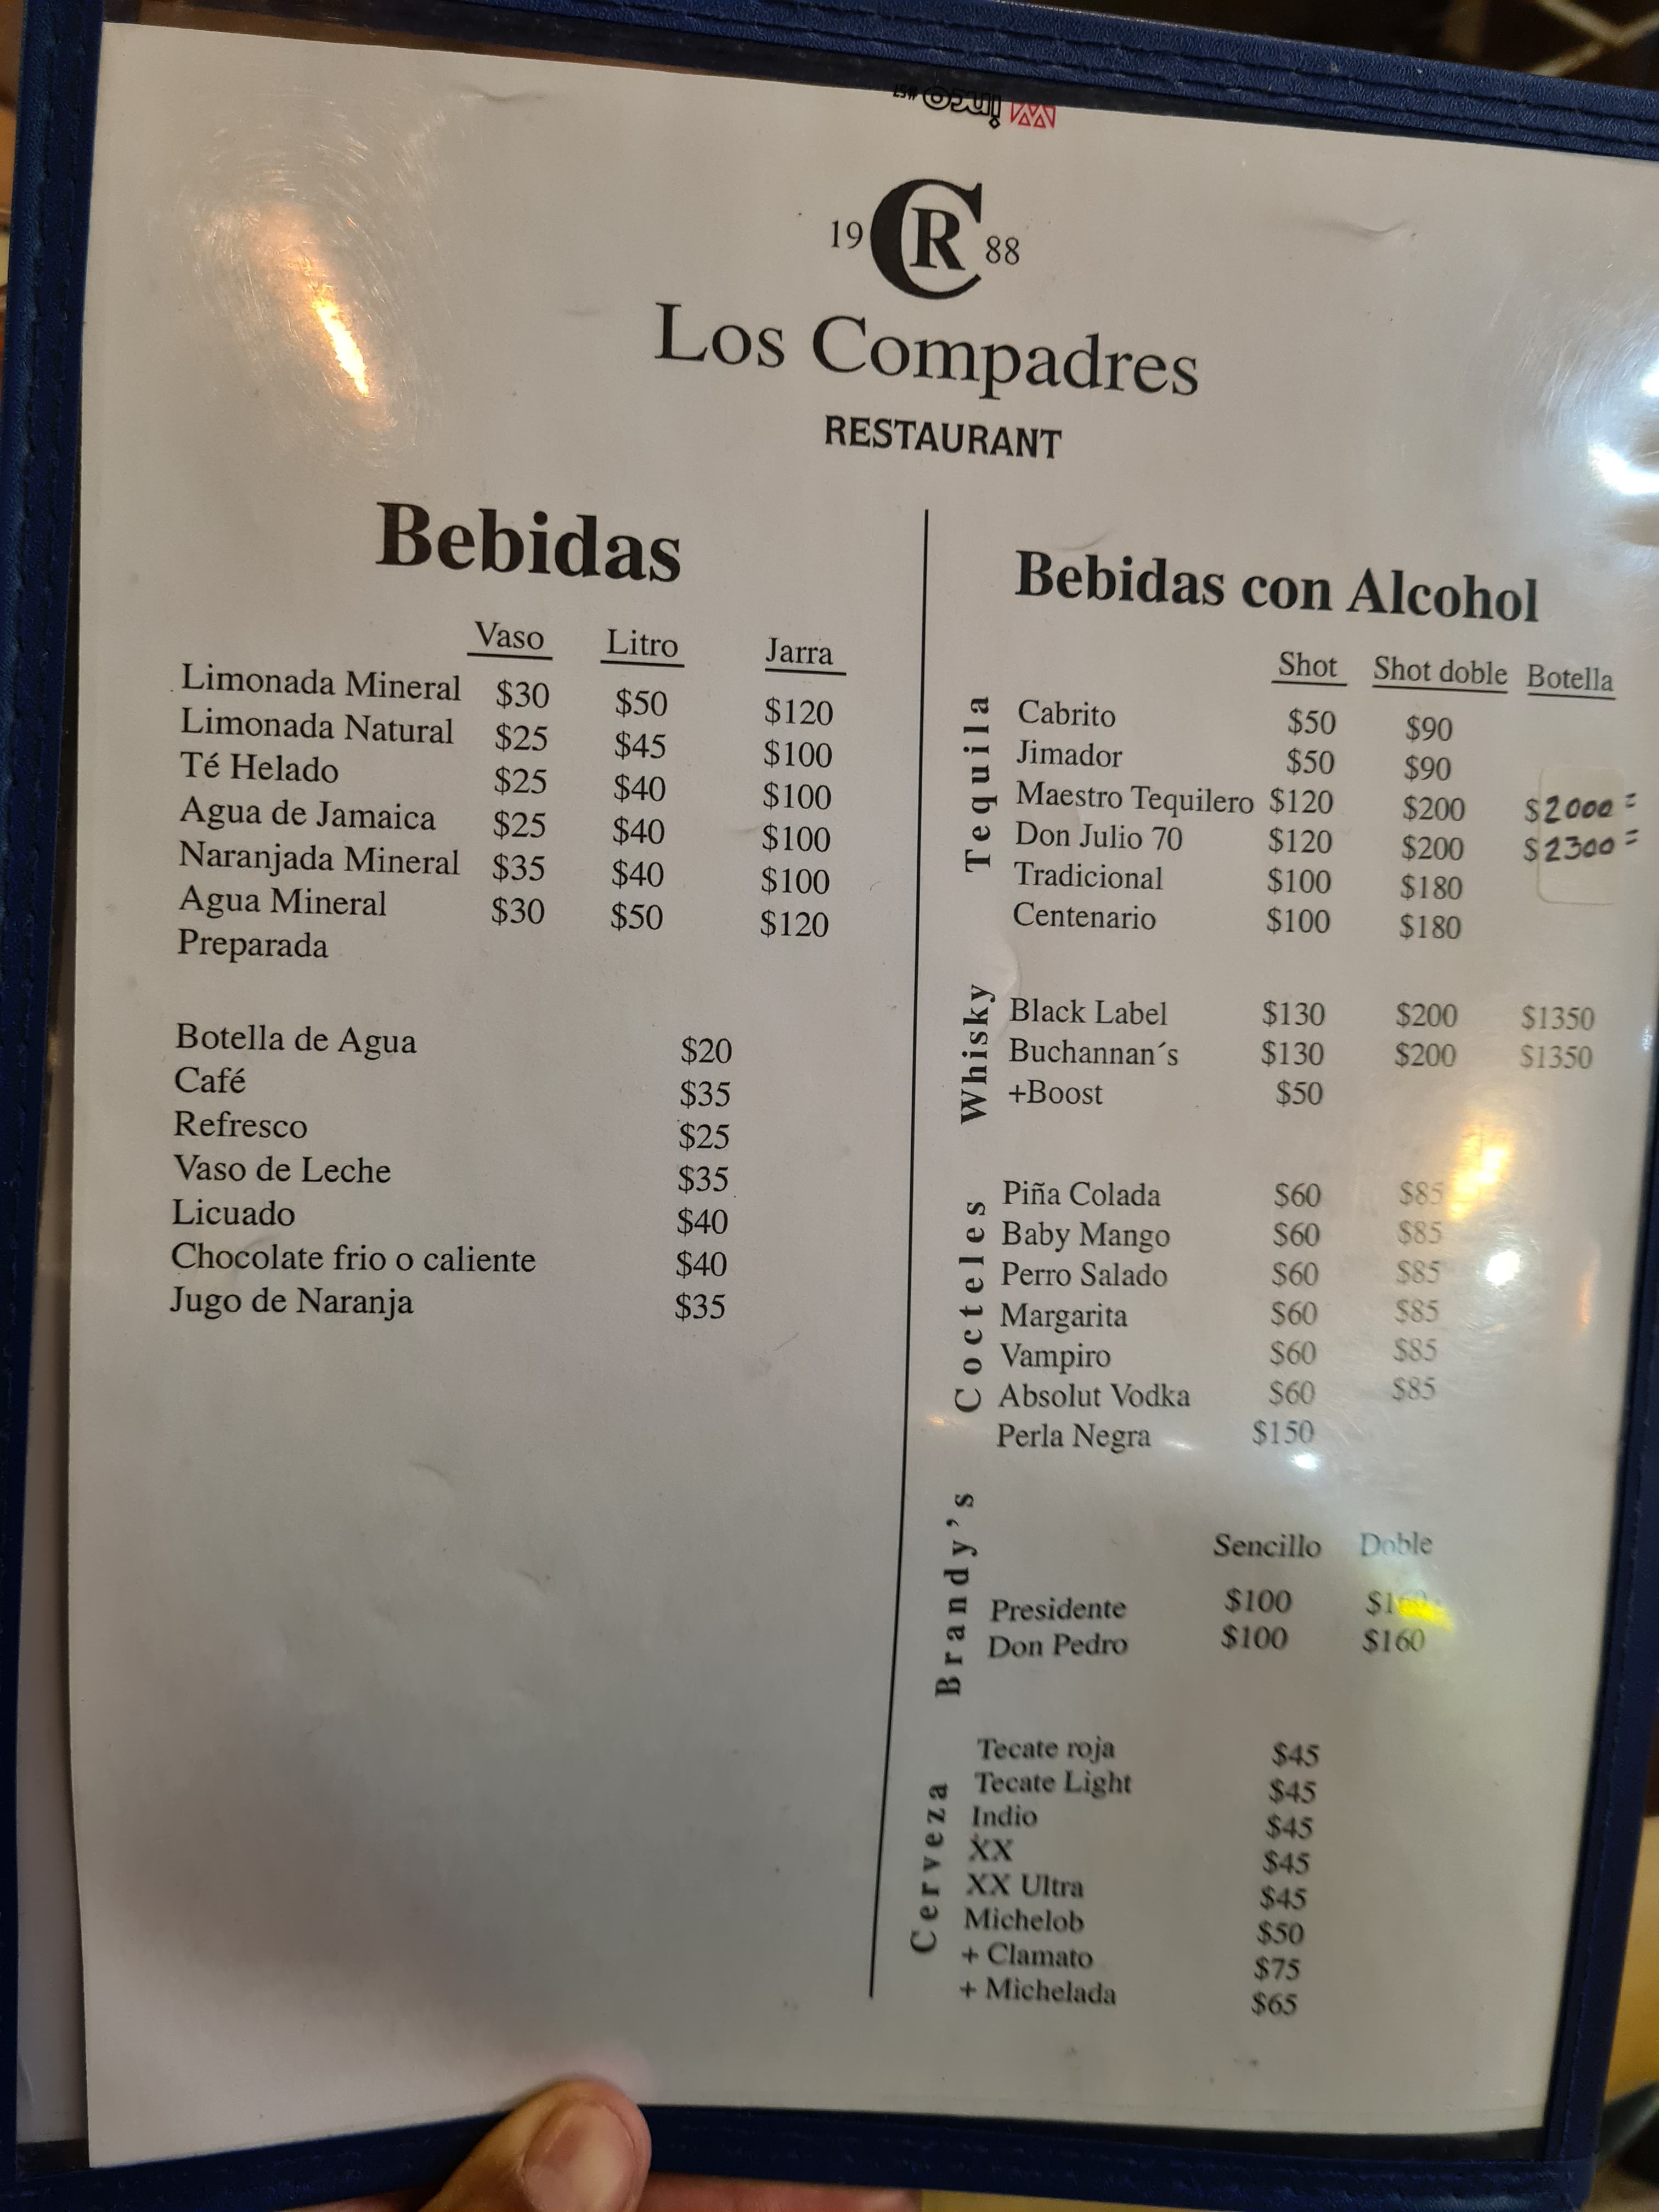 19 CR 88
Los Compadres
RESTAURANT
Bebidas
Vaso Litro Jarra
Limonada Mineral $30 $50 $120
Limonada Natural $25 $45 $100
Té Helado $25 $40 $100
Agua de Jamaica $25 $40 $100
Naranjada Mineral $35 $40 $100
Agua Mineral $30 $50 $120
Preparada
Botella de Agua $20
Café $35
Refresco $25
Vaso de Leche $35
Licuado $40
Chocolate frio o caliente $40
Jugo de Naranja $35
Bebidas con Alcohol
Shot Shot doble Botella
Tequila
Cabrito $50 $90
Jimador $50 $90
Maestro Tequilero $120 $200 $2000=
Don Julio 70 $120 $200 $2300=
Tradicional $100 $180
Centenario $100 $180
Whisky
Black Label $130 $200 $1350
Buchannan´s $130 $200 $1350
+Boost $50
Cocteles
Piña Colada $60 $85
Baby Mango $60 $85
Perro Salado $60 $85
Margarita $60 $85
Vampiro $60 $85
Absolut Vodka $60 $85
Perla Negra $150
Brandy's
Sencillo Doble
Presidente $100
Don Pedro $100 $160
Cerveza
Tecate roja $45
Tecate Light $45
Indio $45
XX $45
XX Ultra $45
Michelob $50
+ Clamato $75
+ Michelada $65